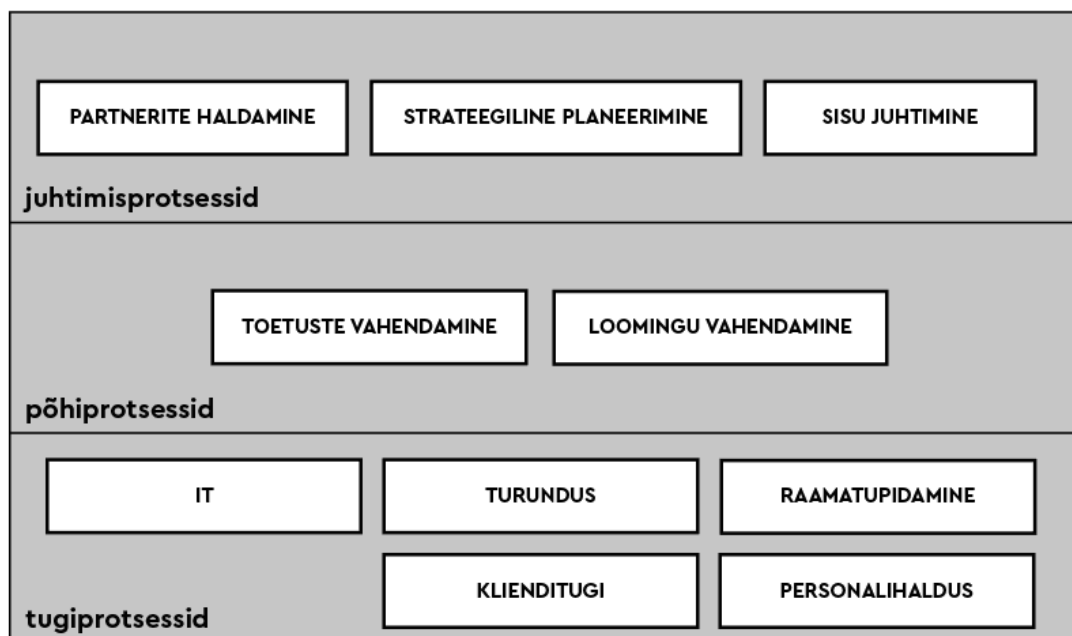 PARTNERITE HALDAMINE
STRATEEGILINE PLANEERIMINE
SISU JUHTIMINE
juhtimisprotsessid
TOETUSTE VAHENDAMINE
LOOMINGU VAHENDAMINE
põhiprotsessid
IT
TURUNDUS
RAAMATUPIDAMINE
KLIENDITUGI
PERSONALIHALDUS
tugiprotsessid